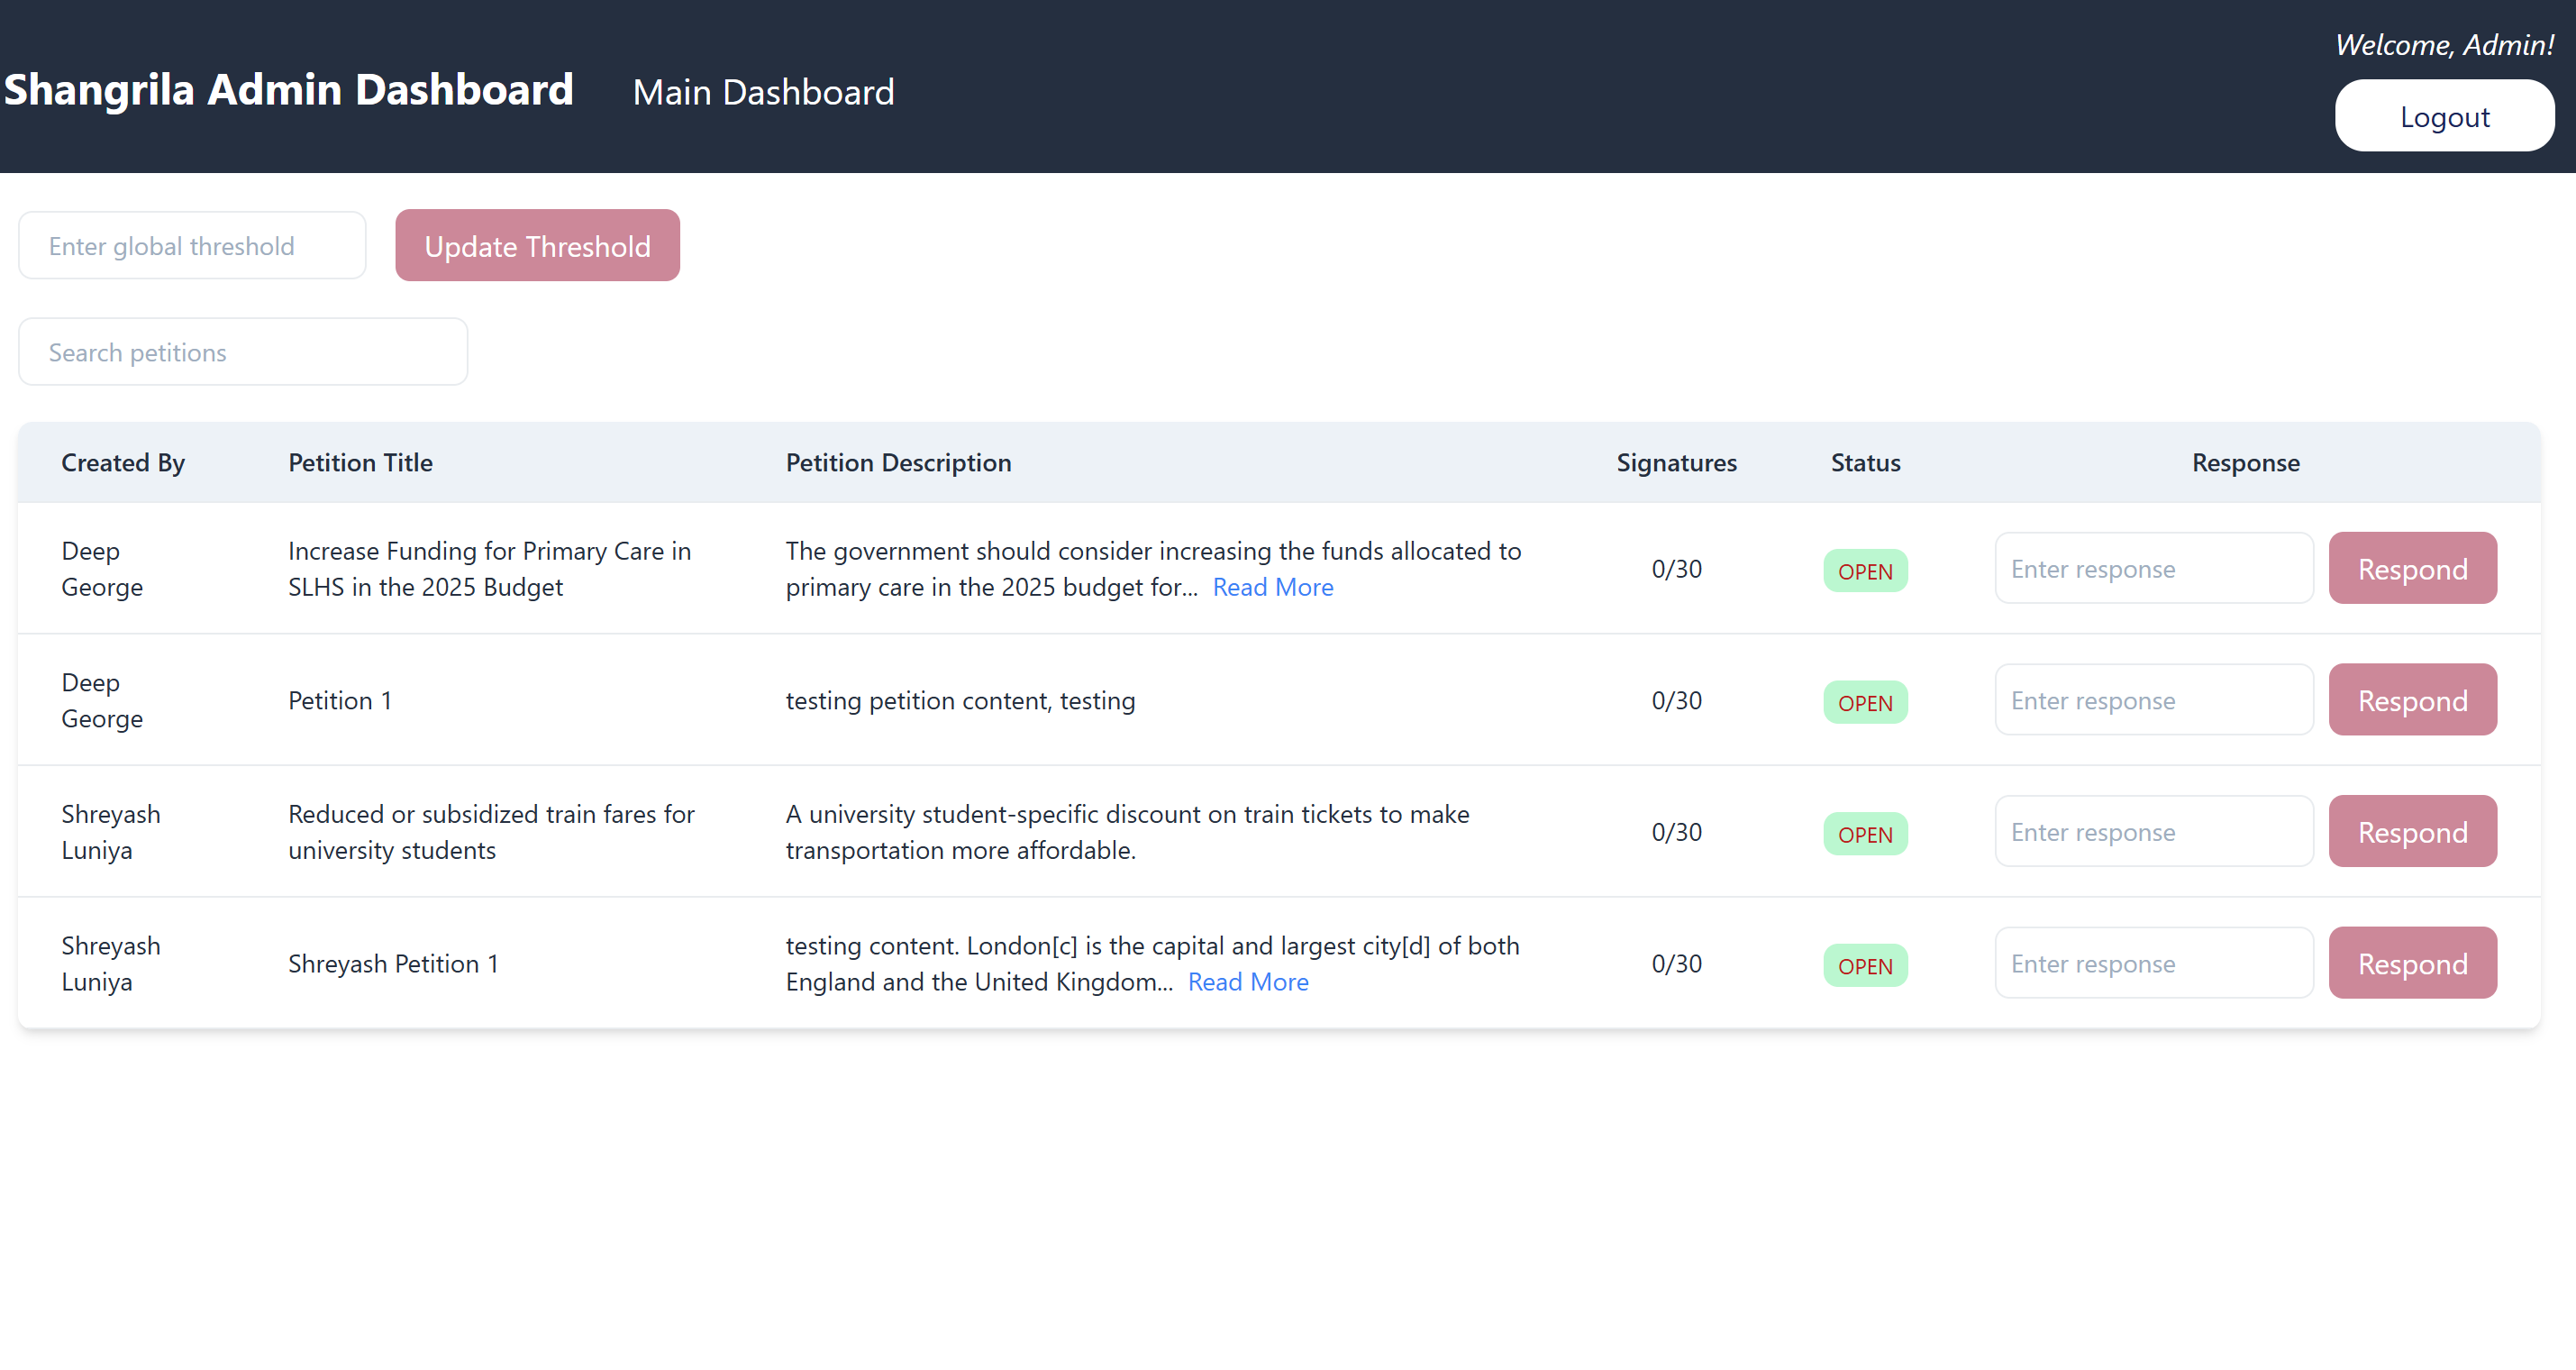 Welcome, Admin!
Shangrila Admin Dashboard Main Dashboard
Logout
Enter global threshold Update Threshold
Search petitions
Created By Petition Title Petition Description Signatures Status Response
Deep George
Increase Funding for Primary Care in
SLHS in the 2025 Budget
The government should consider increasing the funds allocated to
primary care in the 2025 budget for... Read More
0/30 OPEN Enter response Respond
Deep
George
Petition 1 testing petition content, testing 0/30 OPEN Enter response Respond
Shreyash
Luniya
Reduced or subsidized train fares for
university students
A university student-specific discount on train tickets to make
transportation more affordable.
0/30 OPEN Enter response Respond
Shreyash
Luniya
Shreyash Petition 1
testing content. London[c] is the capital and largest city[d] of both
England and the United Kingdom... Read More
0/30 OPEN Enter response Respond